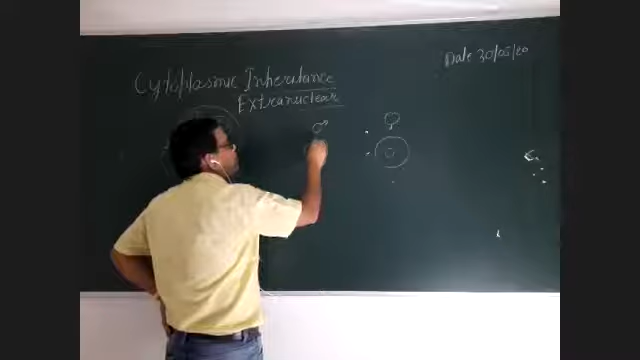 Cytoplasmic Inheritance
Extranuclear
Date 30/05/20
♂ ♀